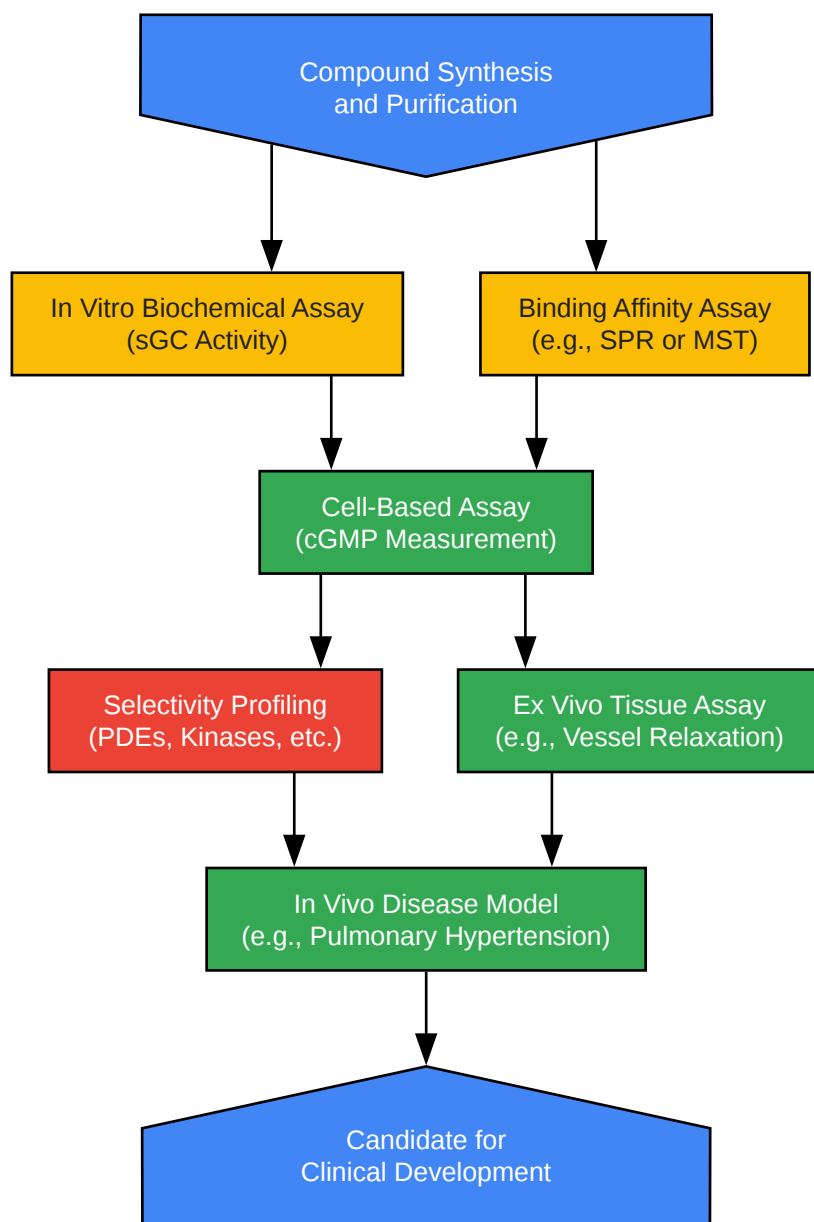 Compound Synthesis
and Purification
In Vitro Biochemical Assay
(sGC Activity)
Binding Affinity Assay
(e.g., SPR or MST)
Cell-Based Assay
(cGMP Measurement)
Selectivity Profiling
(PDEs, Kinases, etc.)
Ex Vivo Tissue Assay
(e.g., Vessel Relaxation)
In Vivo Disease Model
(e.g., Pulmonary Hypertension)
Candidate for
Clinical Development